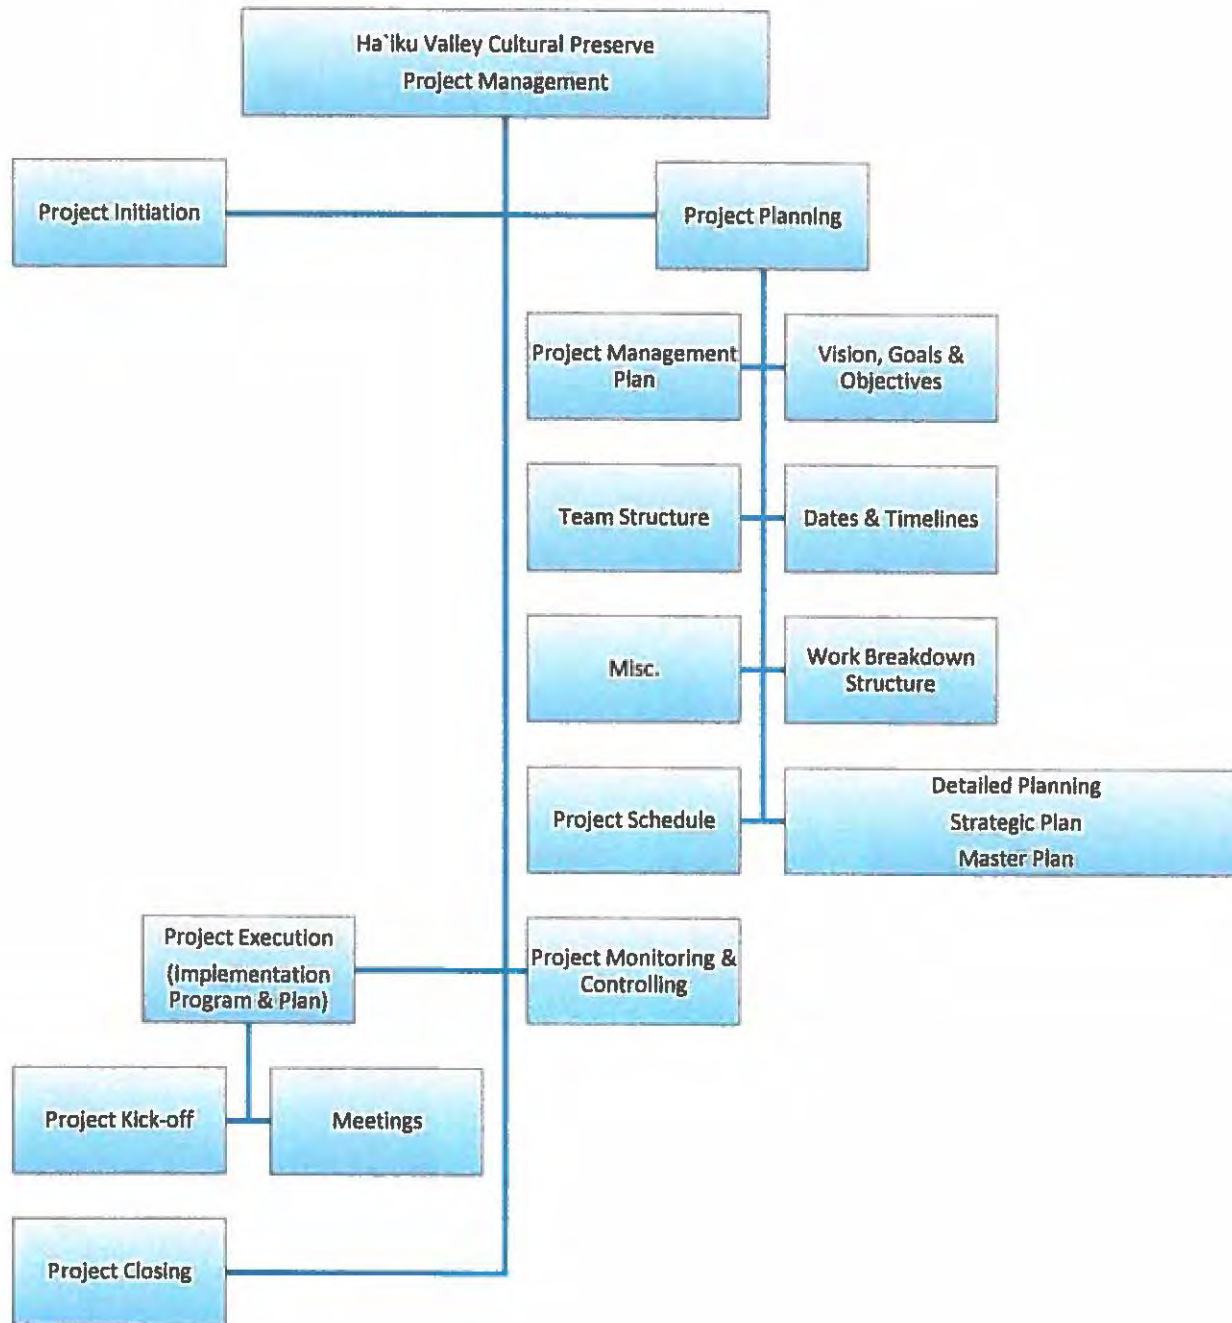 Ha`iku Valley Cultural Preserve
Project Management
Project Initiation
Project Planning
Project Management
Plan
Vision, Goals &
Objectives
Team Structure
Dates & Timelines
Misc.
Work Breakdown
Structure
Project Schedule
Detailed Planning
Strategic Plan
Master Plan
Project Execution
(Implementation
Program & Plan)
Project Monitoring &
Controlling
Project Kick-off
Meetings
Project Closing